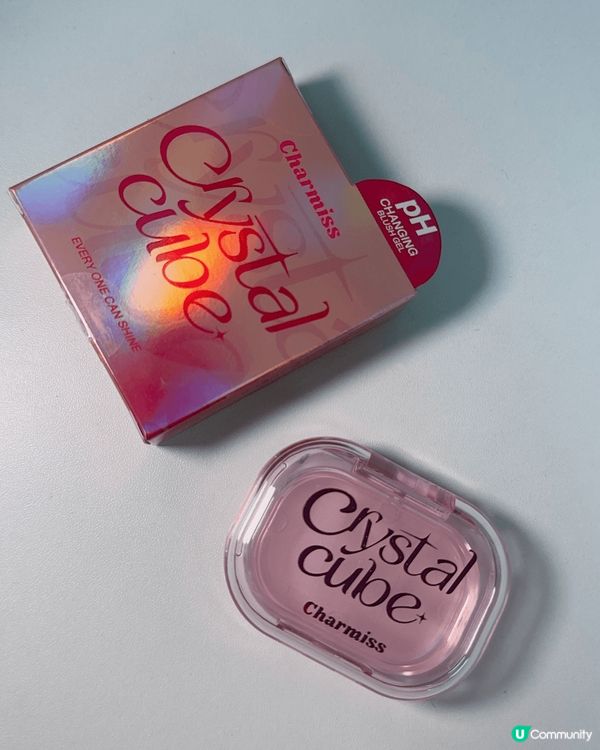 Charmiss
Crystal
cube
EVERY ONE CAN SHINE
pH
CHANGING
BLUSH GEL
Crystal
cube
Charmiss
U Community